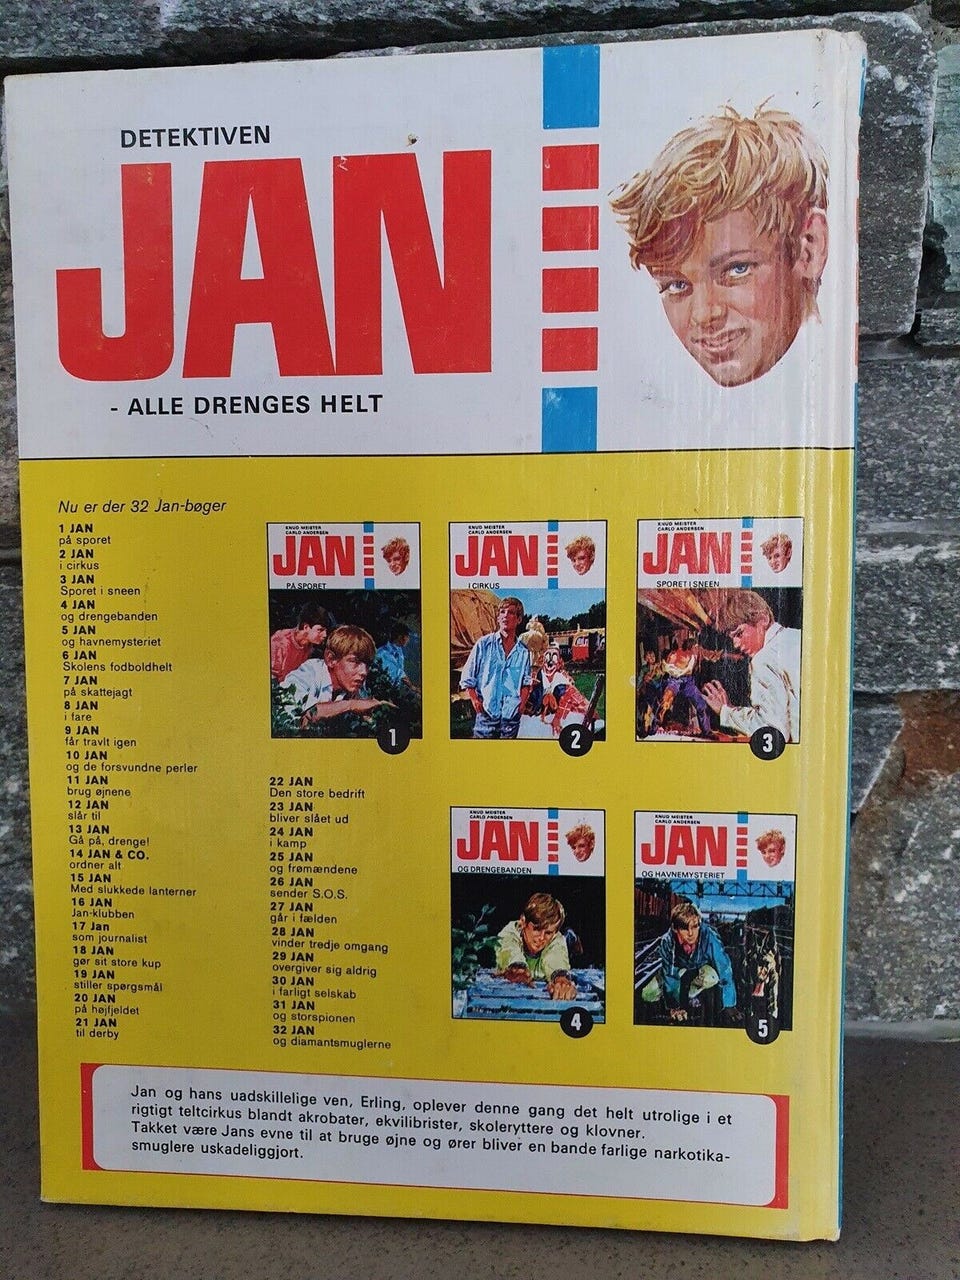 DETEKTIVEN
JAN
- ALLE DRENGES HELT
Nu er der 32 Jan-bøger
1 JAN
på sporet
2 JAN
i cirkus
3 JAN
Sporet i sneen
4 JAN
og drengebanden
5 JAN
og havnemysteriet
6 JAN
Skolens fodboldhelt
7 JAN
på skattejagt
8 JAN
i fare
9 JAN
får travlt igen
10 JAN
og de forsvundne perler
11 JAN
brug øjnene
12 JAN
slår til
13 JAN
Gå på, drenge!
14 JAN & CO.
ordner alt
15 JAN
Med slukkede lanterner
16 JAN
Jan-klubben
17 Jan
som journalist
18 JAN
gør sit store kup
19 JAN
stiller spørgsmål
20 JAN
på højfjeldet
21 JAN
til derby
22 JAN
Den store bedrift
23 JAN
bliver slået ud
24 JAN
i kamp
25 JAN
og frømændene
26 JAN
sender S.O.S.
27 JAN
går i fælden
28 JAN
vinder tredje omgang
29 JAN
overgiver sig aldrig
30 JAN
i farligt selskab
31 JAN
og storspionen
32 JAN
og diamantsmuglerne
KNUD MEISTER
CARLO ANDERSEN
JAN
PÅ SPORET
1
KNUD MEISTER
CARLO ANDERSEN
JAN
I CIRKUS
2
KNUD MEISTER
CARLO ANDERSEN
JAN
SPORET I SNEEN
3
KNUD MEISTER
CARLO ANDERSEN
JAN
OG DRENGEBANDEN
4
KNUD MEISTER
CARLO ANDERSEN
JAN
OG HAVNEMYSTERIET
5
Jan og hans uadskillelige ven, Erling, oplever denne gang det helt utrolige i et
rigtigt teltcirkus blandt akrobater, ekvilibrister, skoleryttere og klovner.
Takket være Jans evne til at bruge øjne og ører bliver en bande farlige narkotika-
smuglere uskadeliggjort.